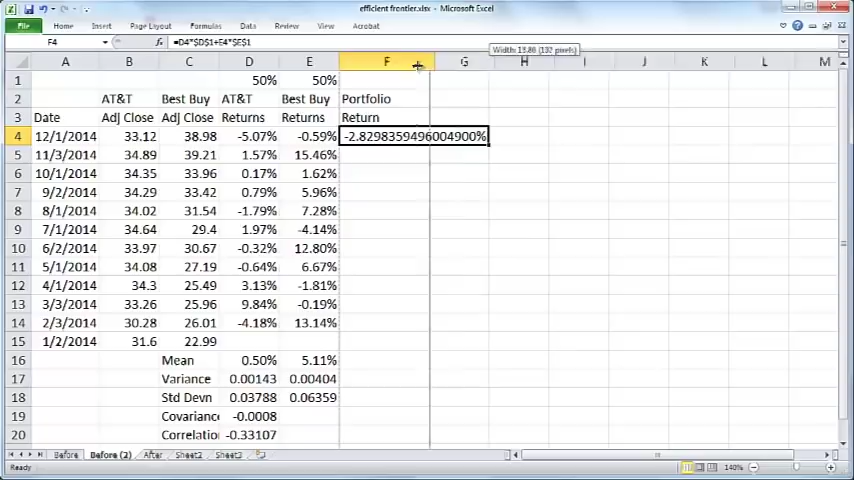 efficient frontier.xlsx - Microsoft Excel
File Home Insert Page Layout Formulas Data Review View Acrobat
F4 fx =D4*$D$1+E4*$E$1
Width: 13.86 (102 pixels)
A B C D E F G H I J K L M
1 50% 50%
2 AT&T Best Buy AT&T Best Buy Portfolio
3 Date Adj Close Adj Close Returns Returns Return
4 12/1/2014 33.12 38.98 -5.07% -0.59% -2.8298359496004900%
5 11/3/2014 34.89 39.21 1.57% 15.46%
6 10/1/2014 34.35 33.96 0.17% 1.62%
7 9/2/2014 34.29 33.42 0.79% 5.96%
8 8/1/2014 34.02 31.54 -1.79% 7.28%
9 7/1/2014 34.64 29.4 1.97% -4.14%
10 6/2/2014 33.97 30.67 -0.32% 12.80%
11 5/1/2014 34.08 27.19 -0.64% 6.67%
12 4/1/2014 34.3 25.49 3.13% -1.81%
13 3/3/2014 33.26 25.96 9.84% -0.19%
14 2/3/2014 30.28 26.01 -4.18% 13.14%
15 1/2/2014 31.6 22.99
16 Mean 0.50% 5.11%
17 Variance 0.00143 0.00404
18 Std Devn 0.03788 0.06359
19 Covariance -0.0008
20 Correlatio -0.33107
Before Before (2) After Sheet2 Sheet3
Ready 140%